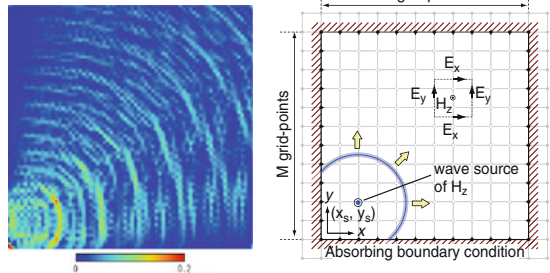 0
0.2
M grid-points
E_x
E_y
H_z
E_y
E_x
wave source
of H_z
(x_s, y_s)
y
x
Absorbing boundary condition